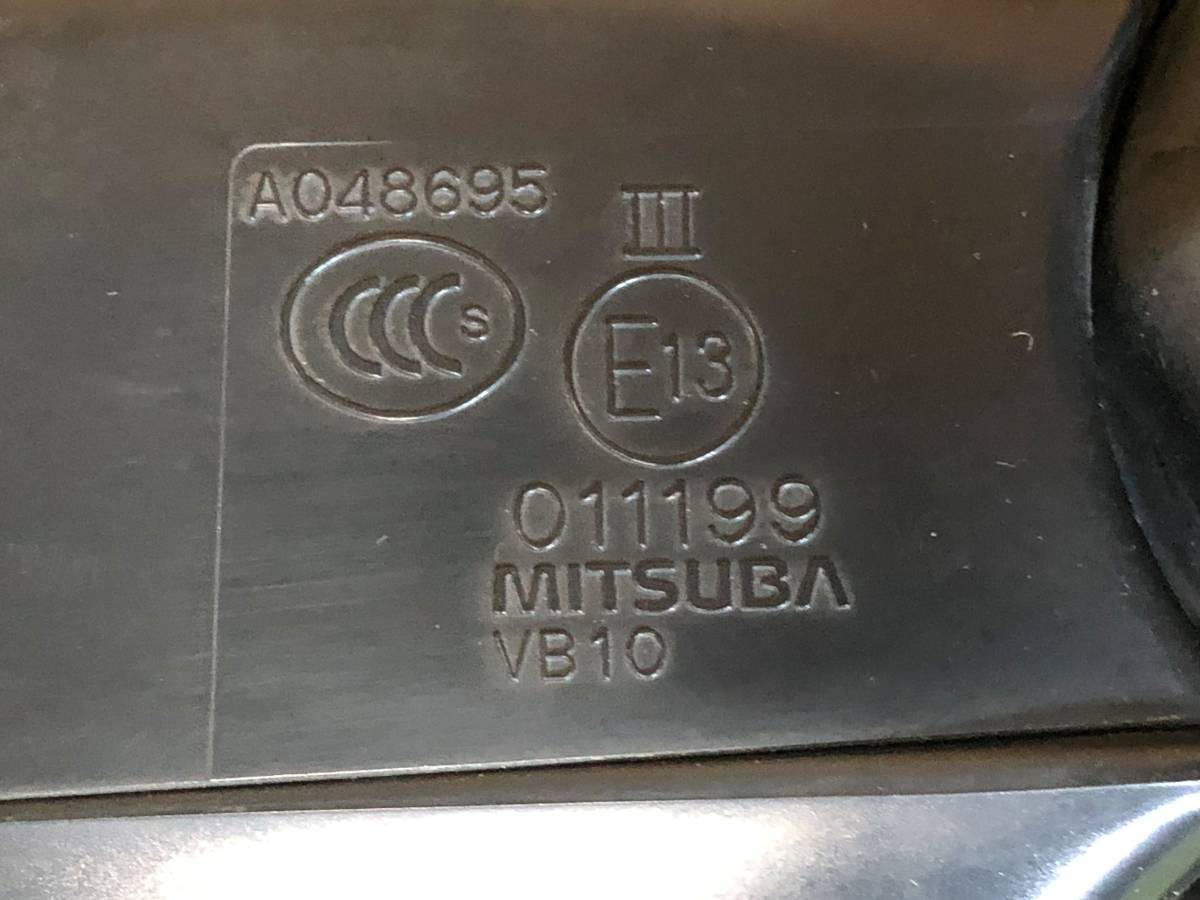 A048695
III
CCC S
E13
011199
MITSUBA
VB10